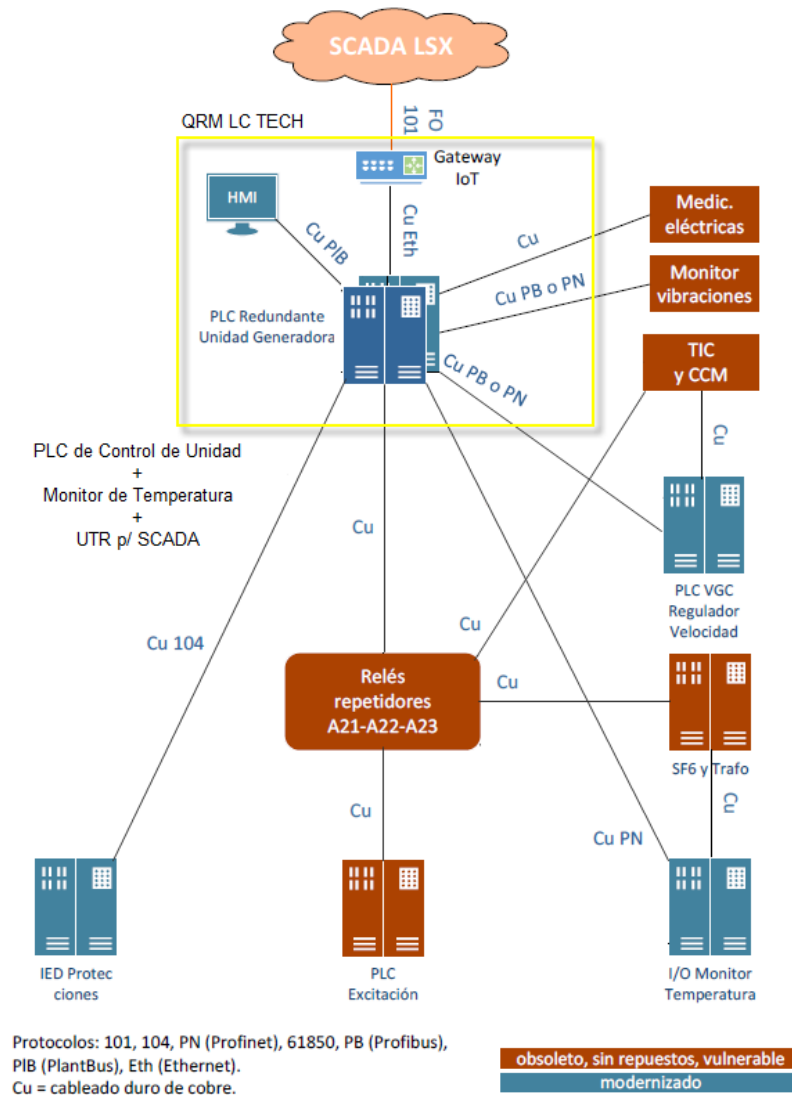 SCADA LSX
FO
101
QRM LC TECH
Gateway
IoT
HMI
Cu PlB
Cu Eth
Medic.
eléctricas
Cu
Monitor
vibraciones
Cu PB o PN
PLC Redundante
Unidad Generadora
TIC
y CCM
Cu PB o PN
Cu
PLC de Control de Unidad
+
Monitor de Temperatura
+
UTR p/ SCADA
Cu
PLC VGC
Regulador
Velocidad
Cu
Cu 104
Relés
repetidores
A21-A22-A23
Cu
SF6 y Trafo
Cu
Cu
Cu PN
IED Protec
ciones
PLC
Excitación
I/O Monitor
Temperatura
Protocolos: 101, 104, PN (Profinet), 61850, PB (Profibus),
PlB (PlantBus), Eth (Ethernet).
Cu = cableado duro de cobre.
obsoleto, sin repuestos, vulnerable
modernizado